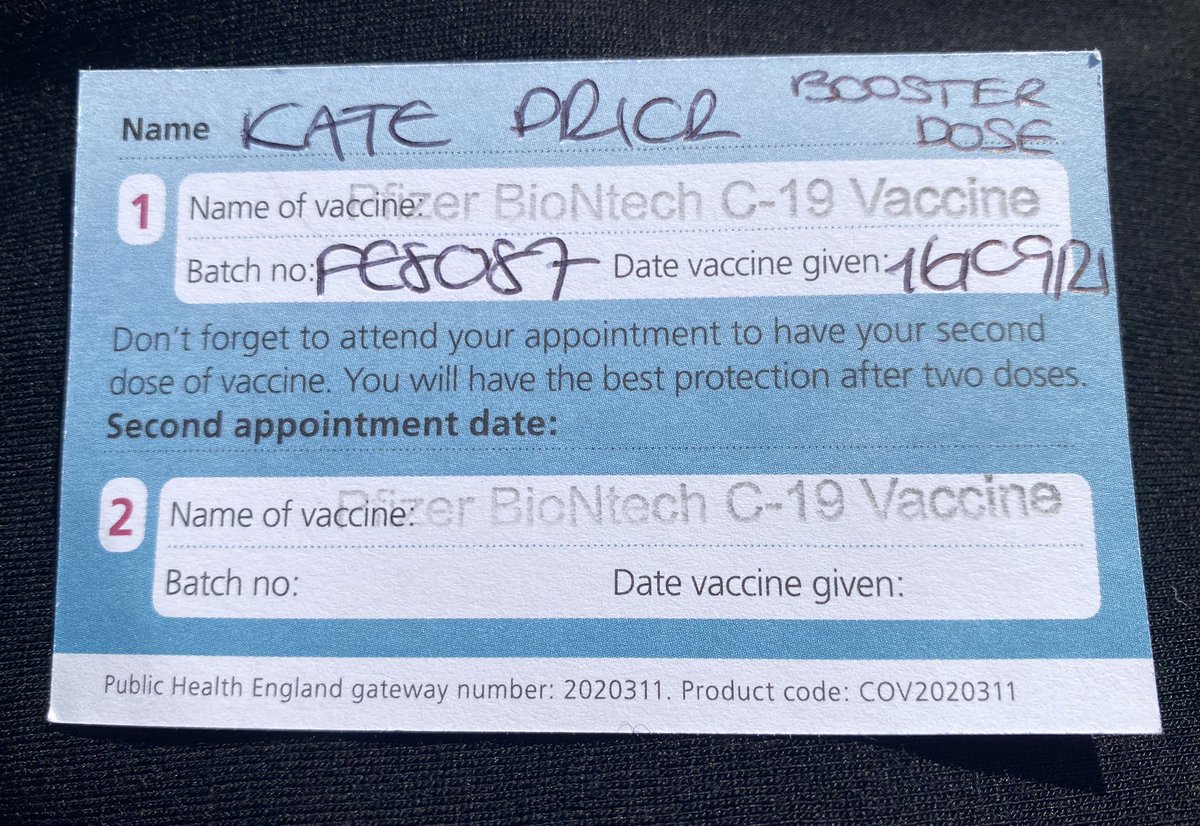 Name KATE PRIOR BOOSTER DOSE
1 Name of vaccine: Pfizer BioNtech C-19 Vaccine
Batch no: FE8087 Date vaccine given: 16/09/21
Don't forget to attend your appointment to have your second
dose of vaccine. You will have the best protection after two doses.
Second appointment date:
2 Name of vaccine: Pfizer BioNtech C-19 Vaccine
Batch no: Date vaccine given:
Public Health England gateway number: 2020311. Product code: COV2020311